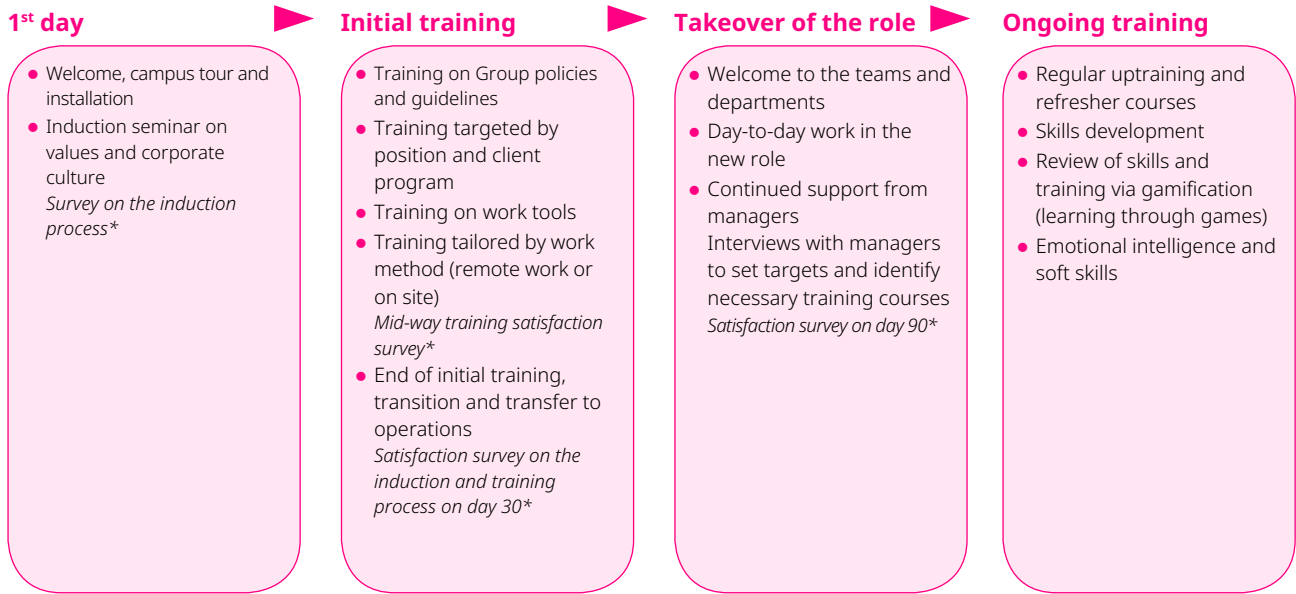 1st day
● Welcome, campus tour and
installation
● Induction seminar on
values and corporate
culture
Survey on the induction
process*
Initial training
● Training on Group policies
and guidelines
● Training targeted by
position and client
program
● Training on work tools
● Training tailored by work
method (remote work or
on site)
Mid-way training satisfaction
survey*
● End of initial training,
transition and transfer to
operations
Satisfaction survey on the
induction and training
process on day 30*
Takeover of the role
● Welcome to the teams and
departments
● Day-to-day work in the
new role
● Continued support from
managers
Interviews with managers
to set targets and identify
necessary training courses
Satisfaction survey on day 90*
Ongoing training
● Regular uptraining and
refresher courses
● Skills development
● Review of skills and
training via gamification
(learning through games)
● Emotional intelligence and
soft skills